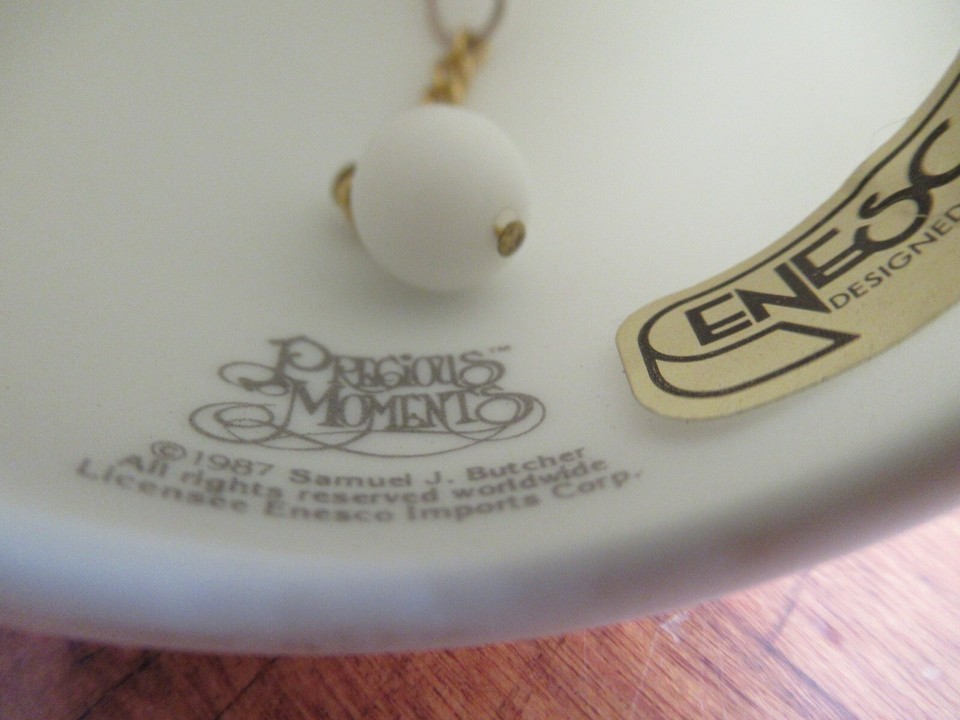 Precious™
Moments
©1987 Samuel J. Butcher
All rights reserved worldwide
Licensee Enesco Imports Corp.
ENESC
DESIGNED